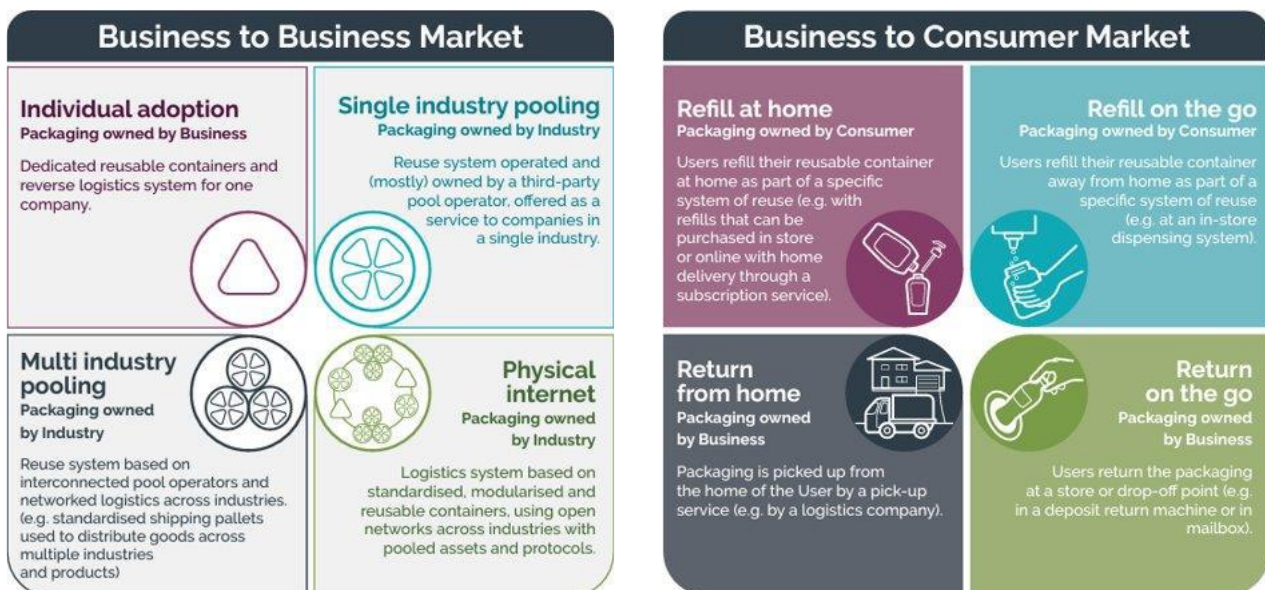 Business to Business Market
Individual adoption
Packaging owned by Business
Dedicated reusable containers and
reverse logistics system for one
company.
Single industry pooling
Packaging owned by Industry
Reuse system operated and
(mostly) owned by a third-party
pool operator, offered as a
service to companies in
a single industry.
Multi industry
pooling
Packaging owned
by Industry
Reuse system based on
interconnected pool operators and
networked logistics across industries.
(e.g. standardised shipping pallets
used to distribute goods across
multiple industries
and products)
Physical
internet
Packaging owned
by Industry
Logistics system based on
standardised, modularised and
reusable containers, using open
networks across industries with
pooled assets and protocols.
Business to Consumer Market
Refill at home
Packaging owned by Consumer
Users refill their reusable container
at home as part of a specific
system of reuse (e.g. with
refills that can be
purchased in store
or online with home
delivery through a
subscription service).
Refill on the go
Packaging owned by Consumer
Users refill their reusable container
away from home as part of a
specific system of reuse
(e.g. at an in-store
dispensing system).
Return
from home
Packaging owned
by Business
Packaging is picked up from
the home of the User by a pick-up
service (e.g. by a logistics company).
Return
on the go
Packaging owned
by Business
Users return the packaging
at a store or drop-off point (e.g.
in a deposit return machine or in
mailbox).